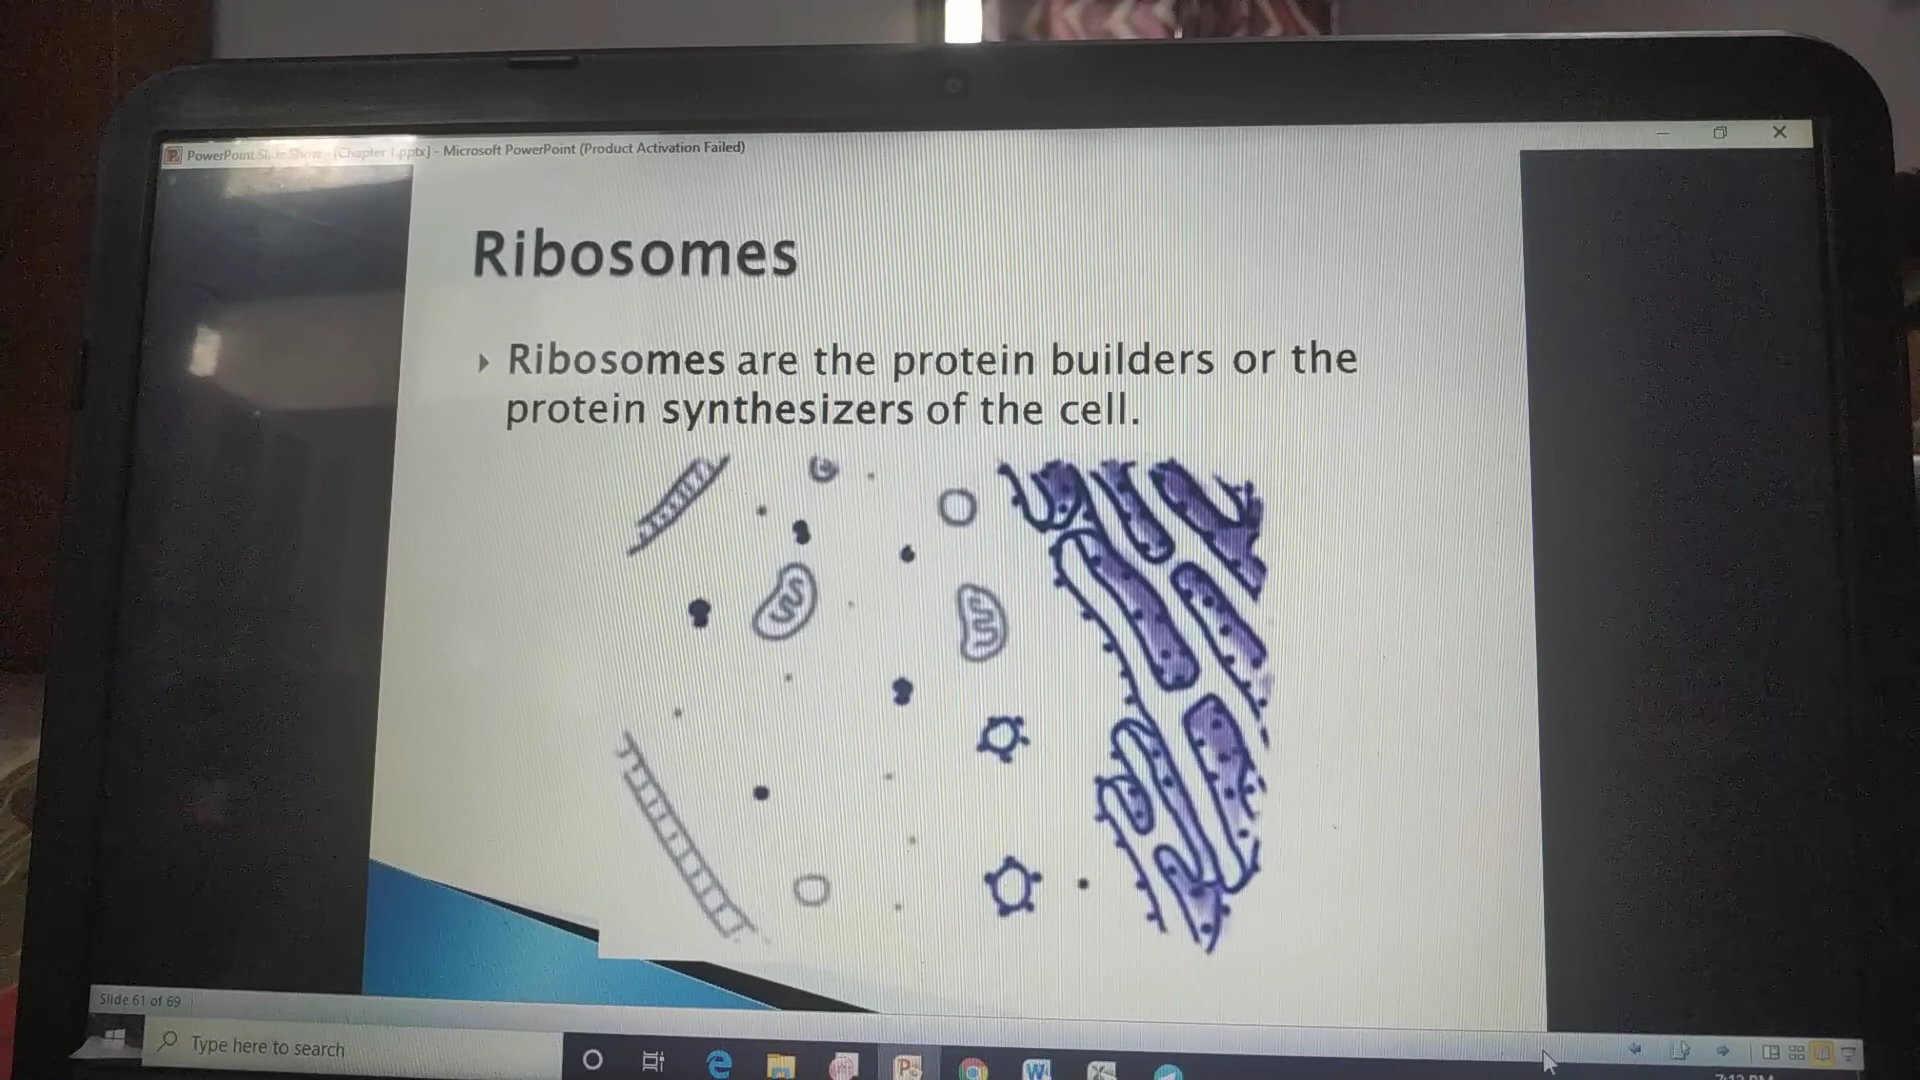 PowerPoint Slide Show - [Chapter 1.pptx] - Microsoft PowerPoint (Product Activation Failed)
Ribosomes
Ribosomes are the protein builders or the
protein synthesizers of the cell.
Slide 61 of 69
Type here to search